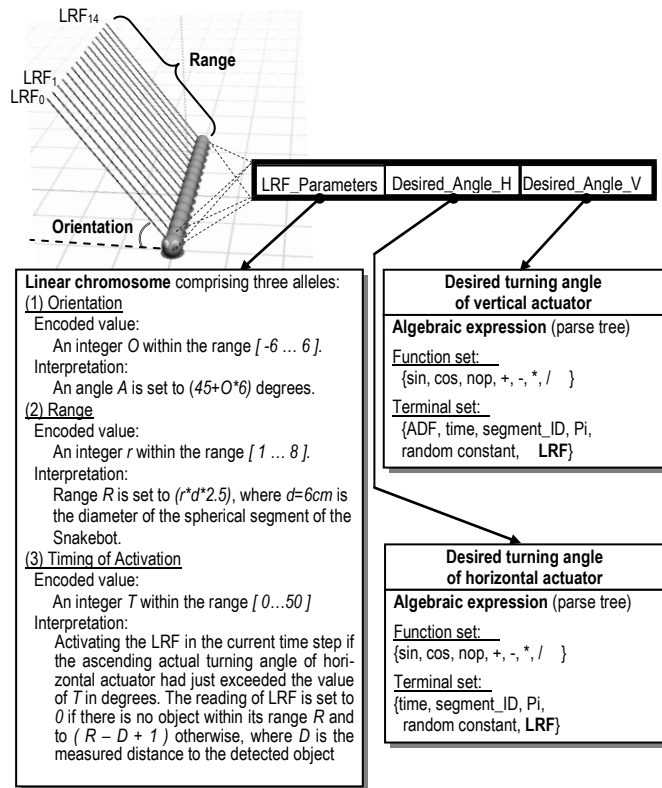 LRF14
Range
LRF1
LRF0
Orientation
LRF_Parameters
Desired_Angle_H
Desired_Angle_V
Linear chromosome comprising three alleles:
(1) Orientation
Encoded value:
An integer O within the range [ -6 … 6 ].
Interpretation:
An angle A is set to (45+O*6) degrees.
(2) Range
Encoded value:
An integer r within the range [ 1 … 8 ].
Interpretation:
Range R is set to (r*d*2.5), where d=6cm is
the diameter of the spherical segment of the
Snakebot.
(3) Timing of Activation
Encoded value:
An integer T within the range [ 0…50 ]
Interpretation:
Activating the LRF in the current time step if
the ascending actual turning angle of hori-
zontal actuator had just exceeded the value
of T in degrees. The reading of LRF is set to
0 if there is no object within its range R and
to ( R – D + 1 ) otherwise, where D is the
measured distance to the detected object
Desired turning angle
of vertical actuator
Algebraic expression (parse tree)
Function set:
{sin, cos, nop, +, -, *, / }
Terminal set:
{ADF, time, segment_ID, Pi,
random constant, LRF}
Desired turning angle
of horizontal actuator
Algebraic expression (parse tree)
Function set:
{sin, cos, nop, +, -, *, / }
Terminal set:
{time, segment_ID, Pi,
random constant, LRF}